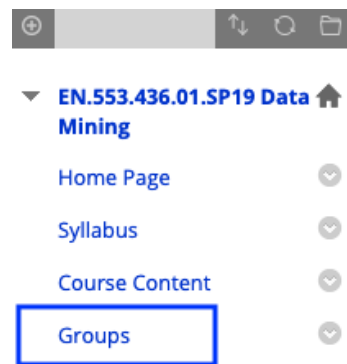 EN.553.436.01.SP19 Data
Mining
Home Page
Syllabus
Course Content
Groups